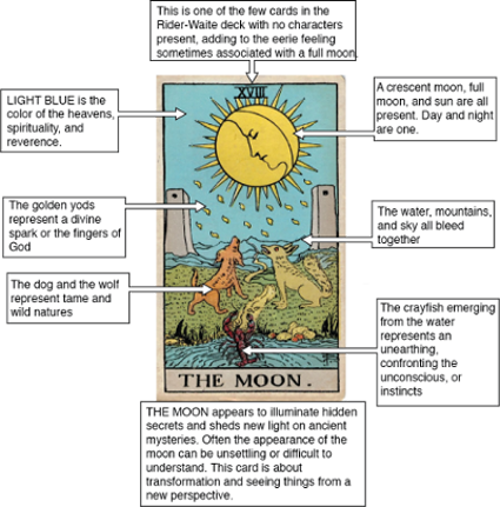 This is one of the few cards in the
Rider-Waite deck with no characters
present, adding to the eerie feeling
sometimes associated with a full moon.
LIGHT BLUE is the
color of the heavens,
spirituality, and
reverence.
XVIII
A crescent moon, full
moon, and sun are all
present. Day and night
are one.
The golden yods
represent a divine
spark or the fingers of
God
The water, mountains,
and sky all bleed
together
The dog and the wolf
represent tame and
wild natures
The crayfish emerging
from the water
represents an
unearthing,
confronting the
unconscious, or
instincts
THE MOON.
THE MOON appears to illuminate hidden
secrets and sheds new light on ancient
mysteries. Often the appearance of the
moon can be unsettling or difficult to
understand. This card is about
transformation and seeing things from a
new perspective.